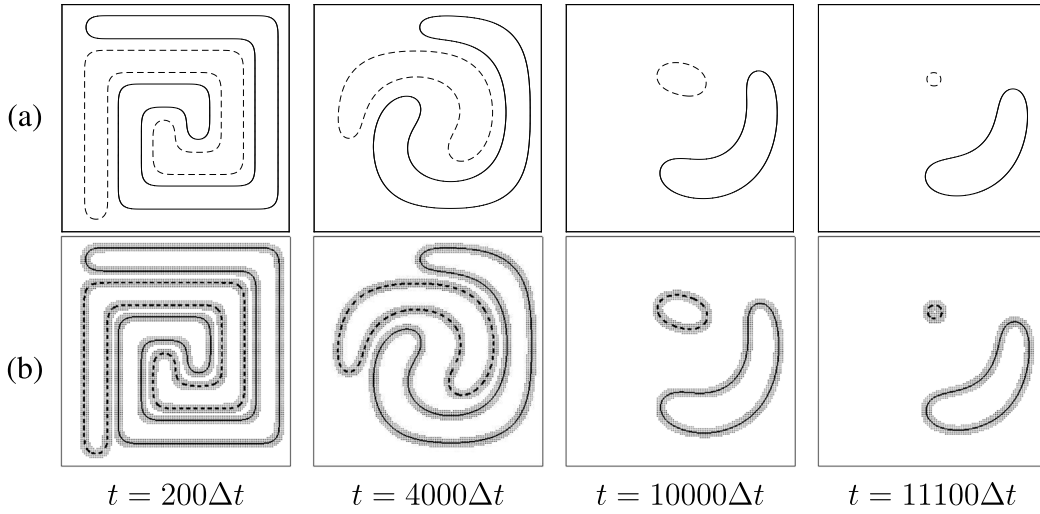 (a)
(b)
t = 200Δt
t = 4000Δt
t = 10000Δt
t = 11100Δt